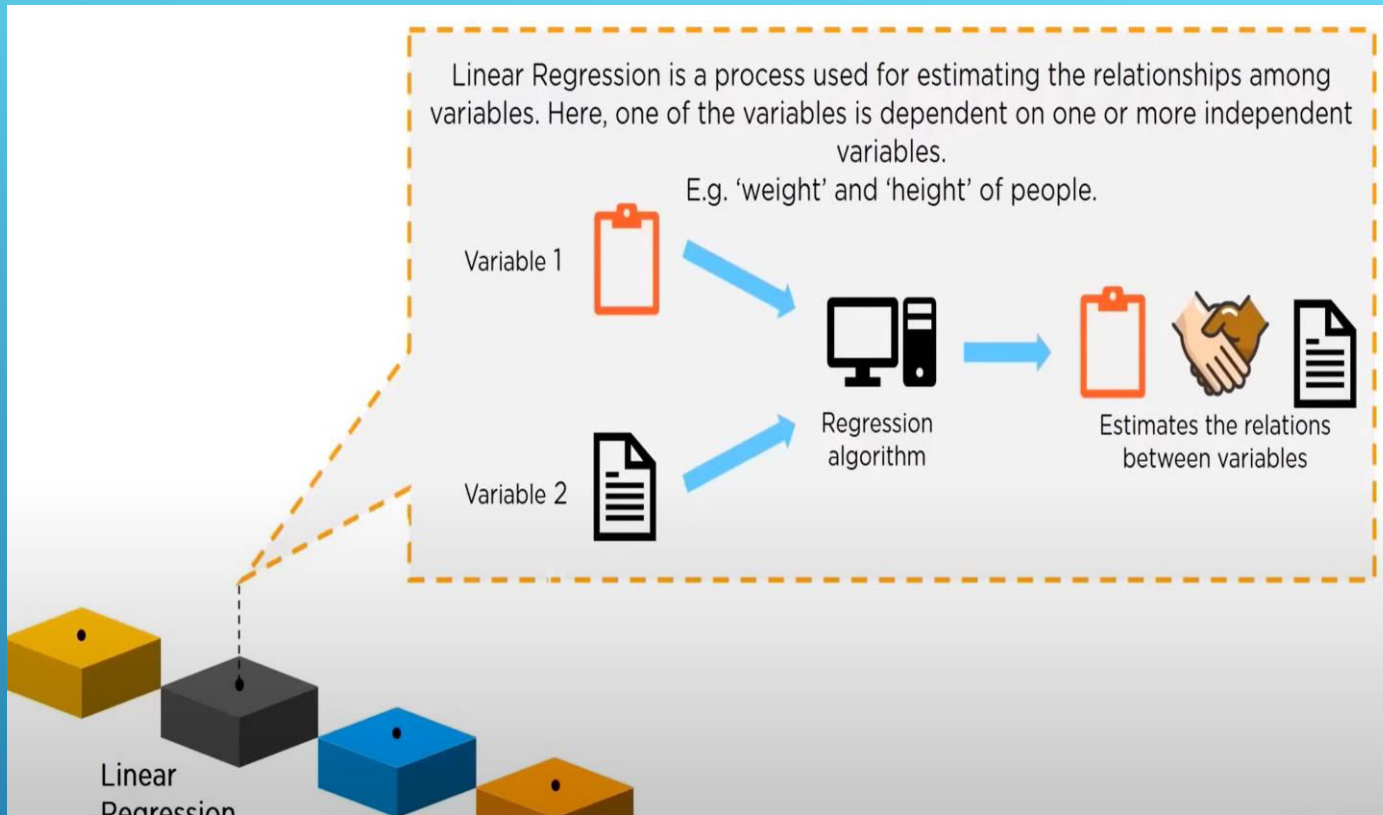 Linear Regression is a process used for estimating the relationships among
variables. Here, one of the variables is dependent on one or more independent
variables.
E.g. ‘weight’ and ‘height’ of people.
Variable 1
Variable 2
Regression
algorithm
Estimates the relations
between variables
Linear
Regression